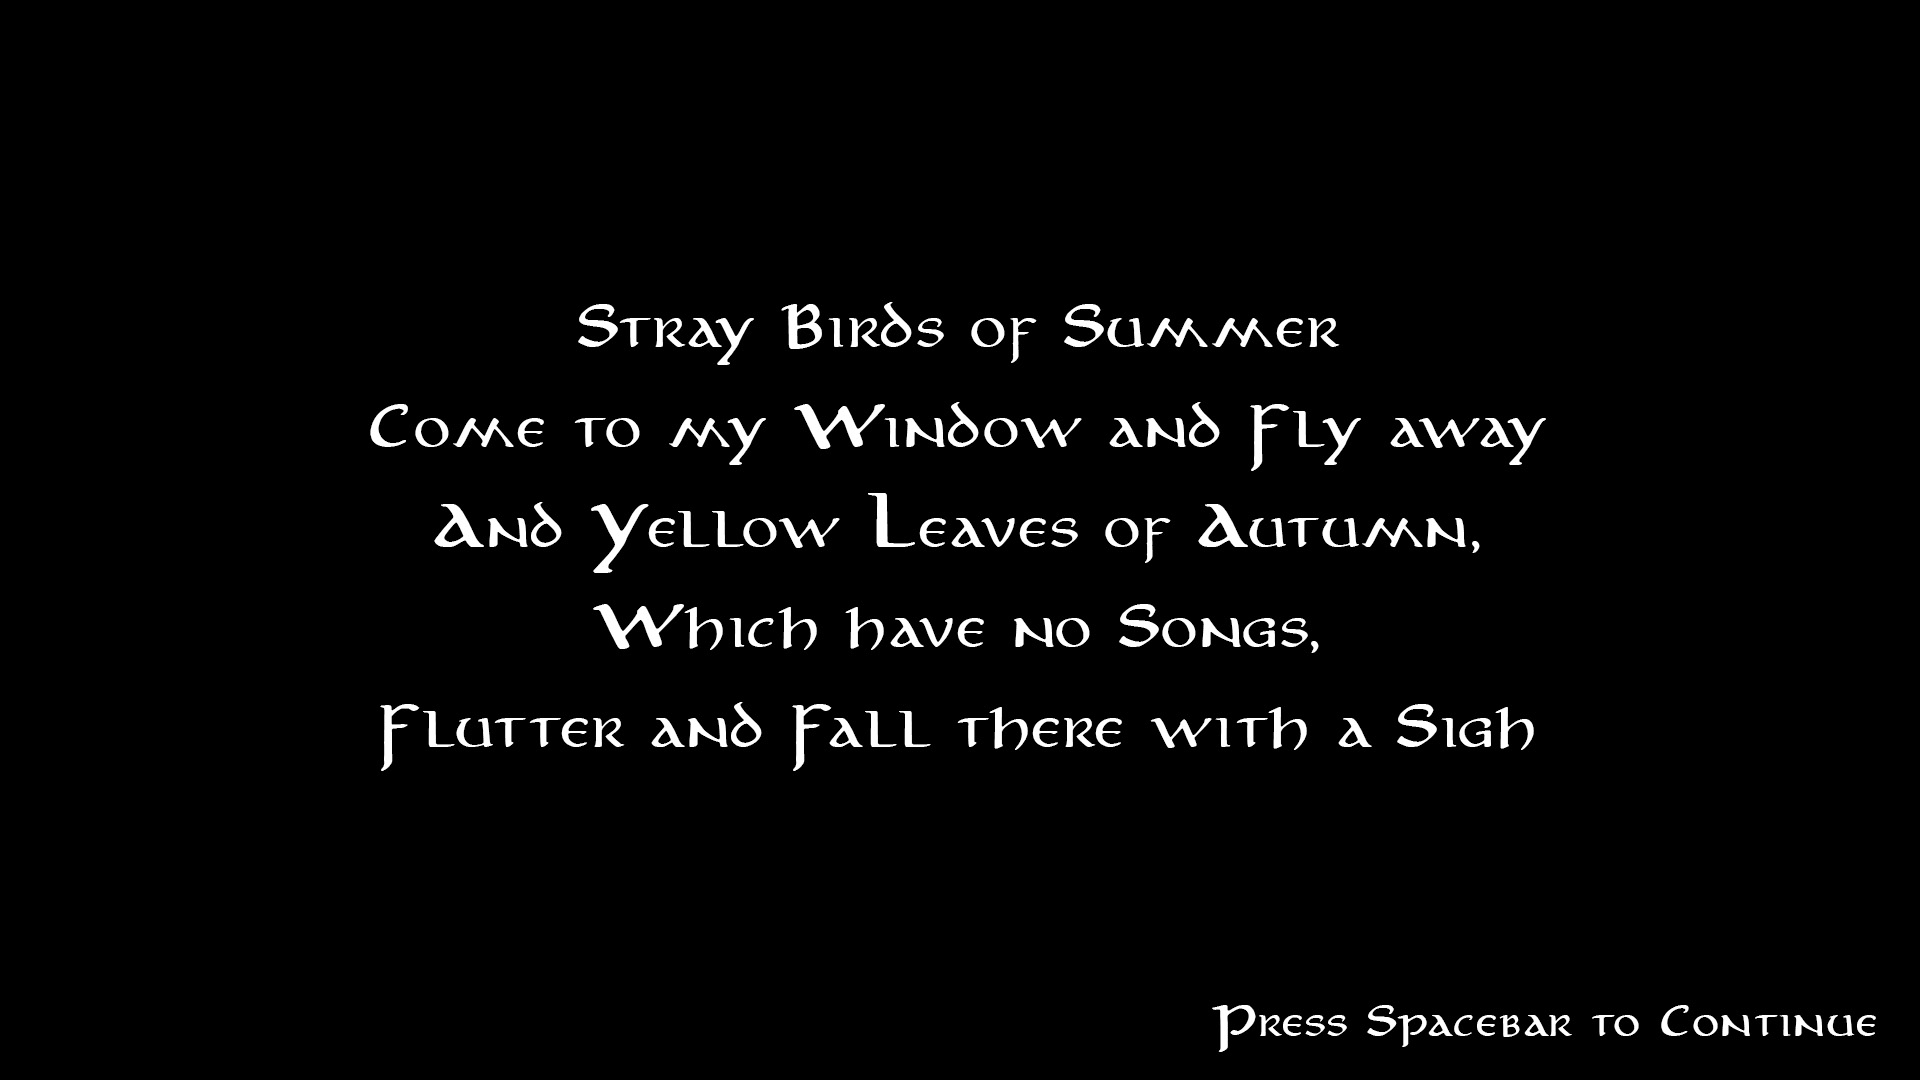 Stray Birds of Summer
Come to my Window and Fly away
And Yellow Leaves of Autumn,
Which have no Songs,
Flutter and Fall there with a Sigh
Press Spacebar to Continue